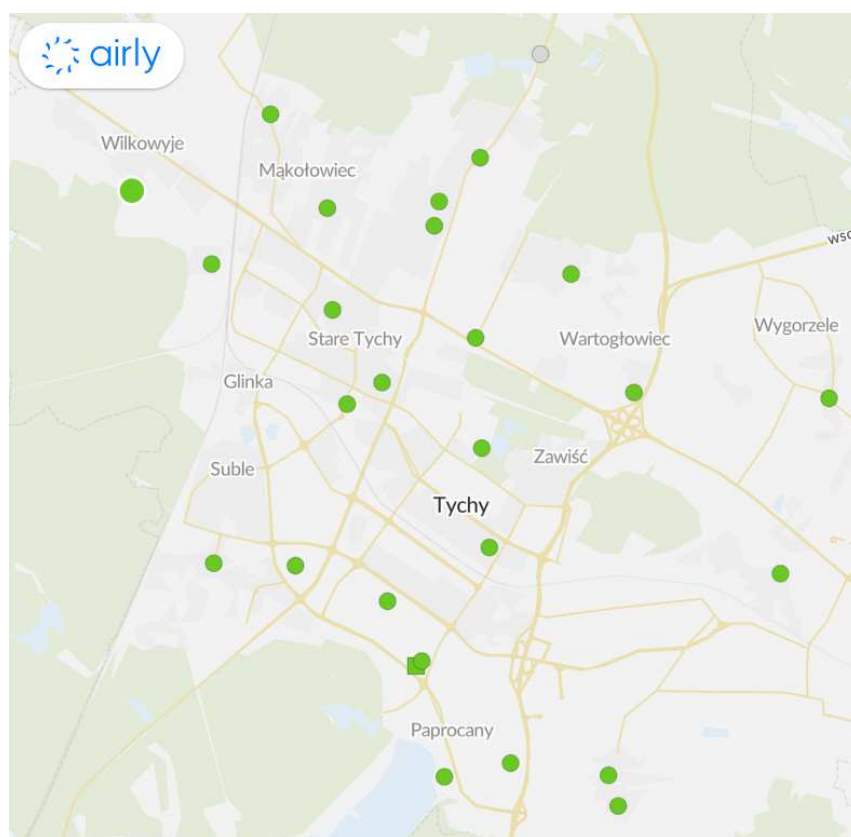 airly
Wilkowyje
Mąkołowiec
Stare Tychy
Wartogłowiec
Wygorzele
Glinka
Suble
Zawiść
Tychy
Paprocany